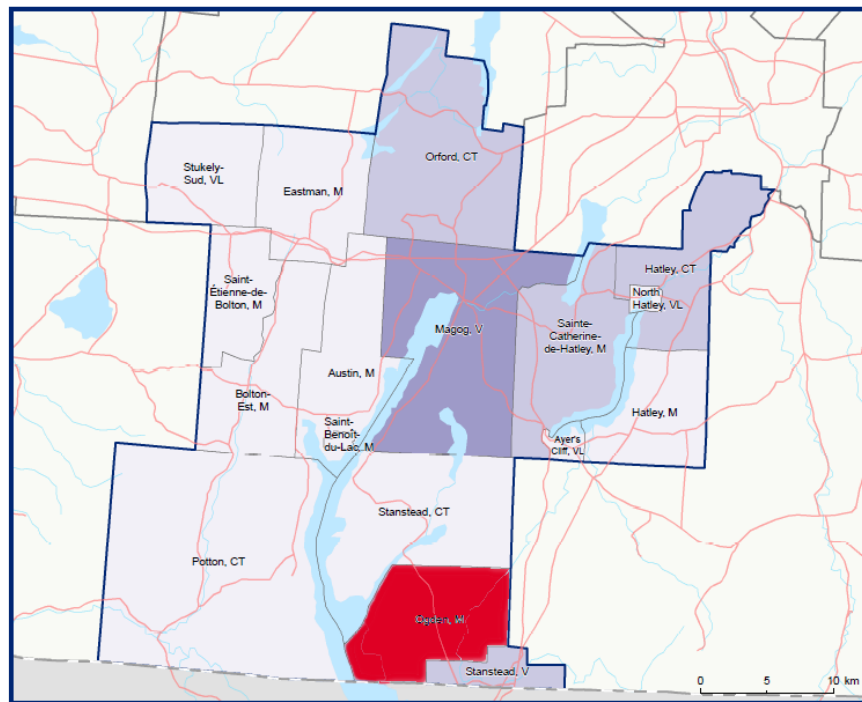 Orford, CT
Stukely-
Sud, VL
Eastman, M
Hatley, CT
Saint-
Étienne-de-
Bolton, M
North
Hatley, VL
Magog, V
Sainte-
Catherine-
de-Hatley, M
Austin, M
Bolton-
Est, M
Hatley, M
Saint-
Benoît-
du-Lac, M
Ayer's
Cliff, VL
Stanstead, CT
Potton, CT
Ogden, M
Stanstead, V
0 5 10 km